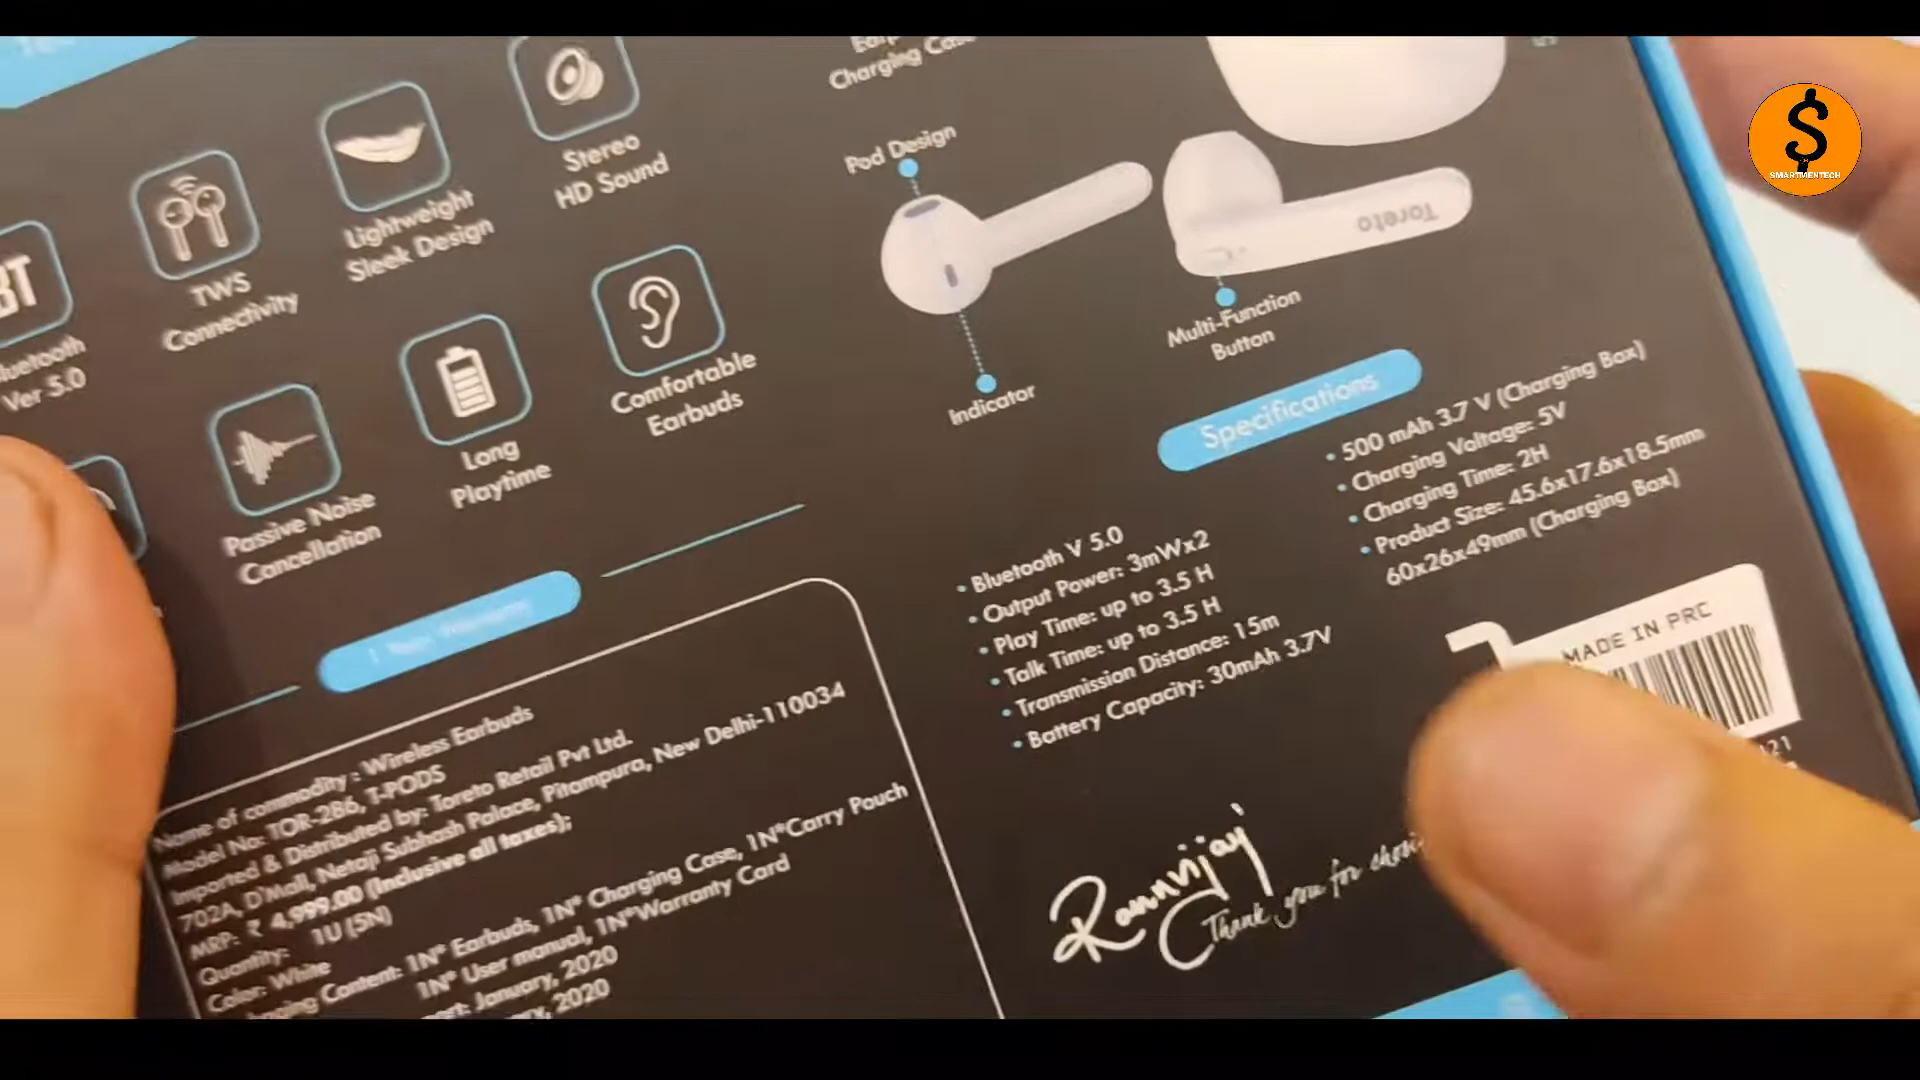 Charging Case
Stereo
HD Sound
Lightweight
Sleek Design
TWS
Connectivity
BT
Ver 5.0
Passive Noise
Cancellation
Long
Playtime
Comfortable
Earbuds
Pod Design
Indicator
Toreto
Multi-Function
Button
SMARTMENTECH
Specifications
• Bluetooth V 5.0
• Output Power: 3mWx2
• Play Time: up to 3.5 H
• Talk Time: up to 3.5 H
• Transmission Distance: 15m
• Battery Capacity: 30mAh 3.7V
• 500 mAh 3.7 V (Charging Box)
• Charging Voltage: 5V
• Charging Time: 2H
• Product Size: 45.6x17.6x18.5mm
60x26x49mm (Charging Box)
MADE IN PRC
Name of commodity : Wireless Earbuds
Model No: TOR-286, T-PODS
Imported & Distributed by: Toreto Retail Pvt Ltd.
702A, D'Mall, Netaji Subhash Palace, Pitampura, New Delhi-110034
MRP: ₹ 4,999.00 (Inclusive all taxes);
Quantity: 1U (5N)
Color: White
Content: 1N* Earbuds, 1N* Charging Case, 1N*Carry Pouch
1N* User manual, 1N*Warranty Card
January, 2020
2020
Rannvijay
Thank you for